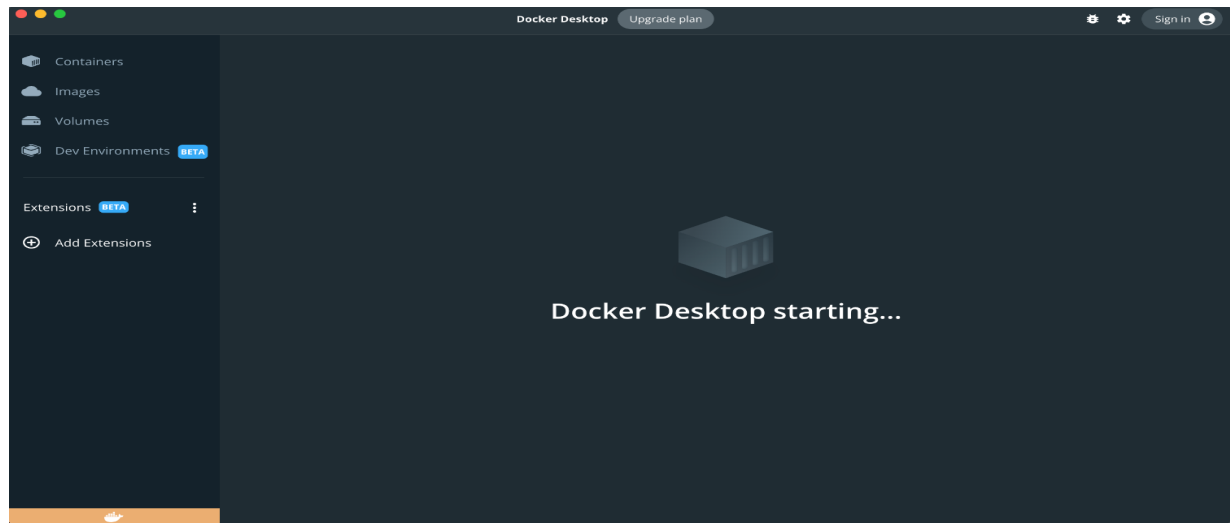 Docker Desktop Upgrade plan Sign in
Containers
Images
Volumes
Dev Environments BETA
Extensions BETA
Add Extensions
Docker Desktop starting...